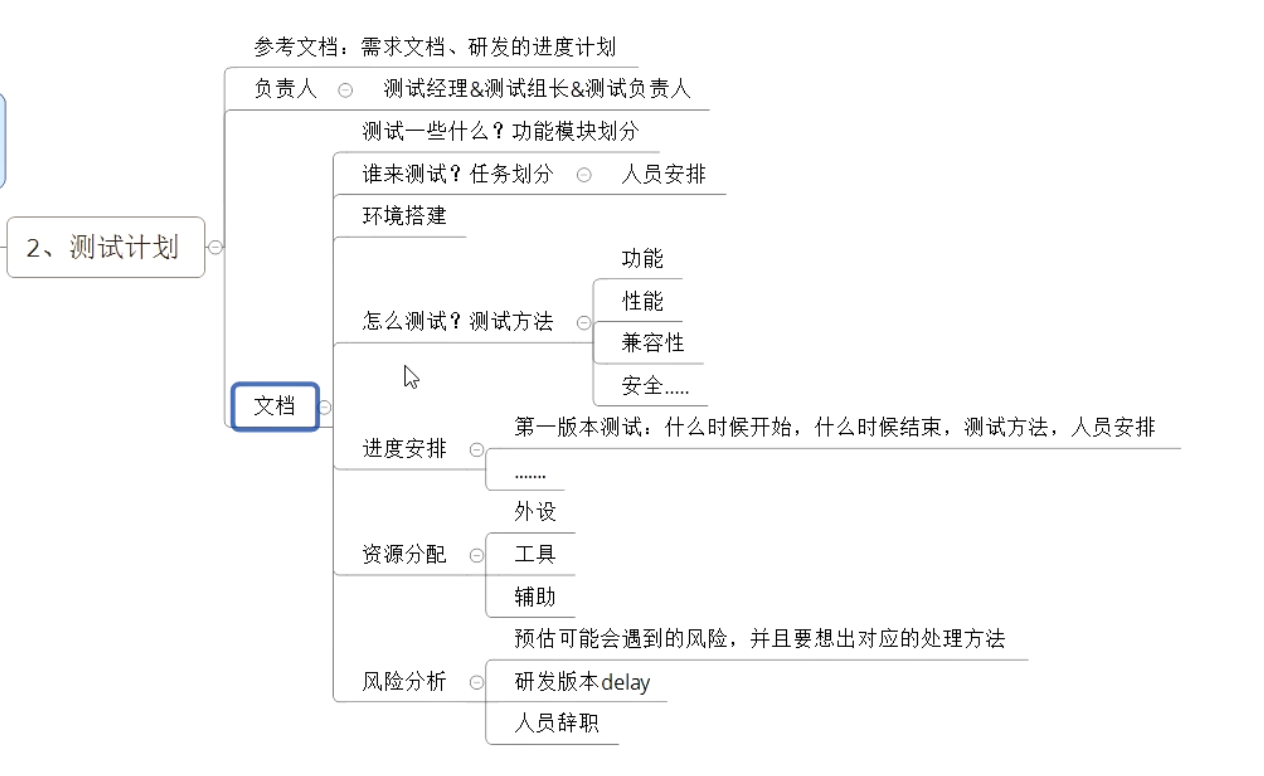 参考文档：需求文档、研发的进度计划
负责人
测试经理&测试组长&测试负责人
测试一些什么？功能模块划分
谁来测试？任务划分
人员安排
环境搭建
2、测试计划
功能
性能
怎么测试？测试方法
兼容性
安全.....
文档
第一版本测试：什么时候开始，什么时候结束，测试方法，人员安排
进度安排
.......
外设
资源分配
工具
辅助
预估可能会遇到的风险，并且要想出对应的处理方法
风险分析
研发版本delay
人员辞职